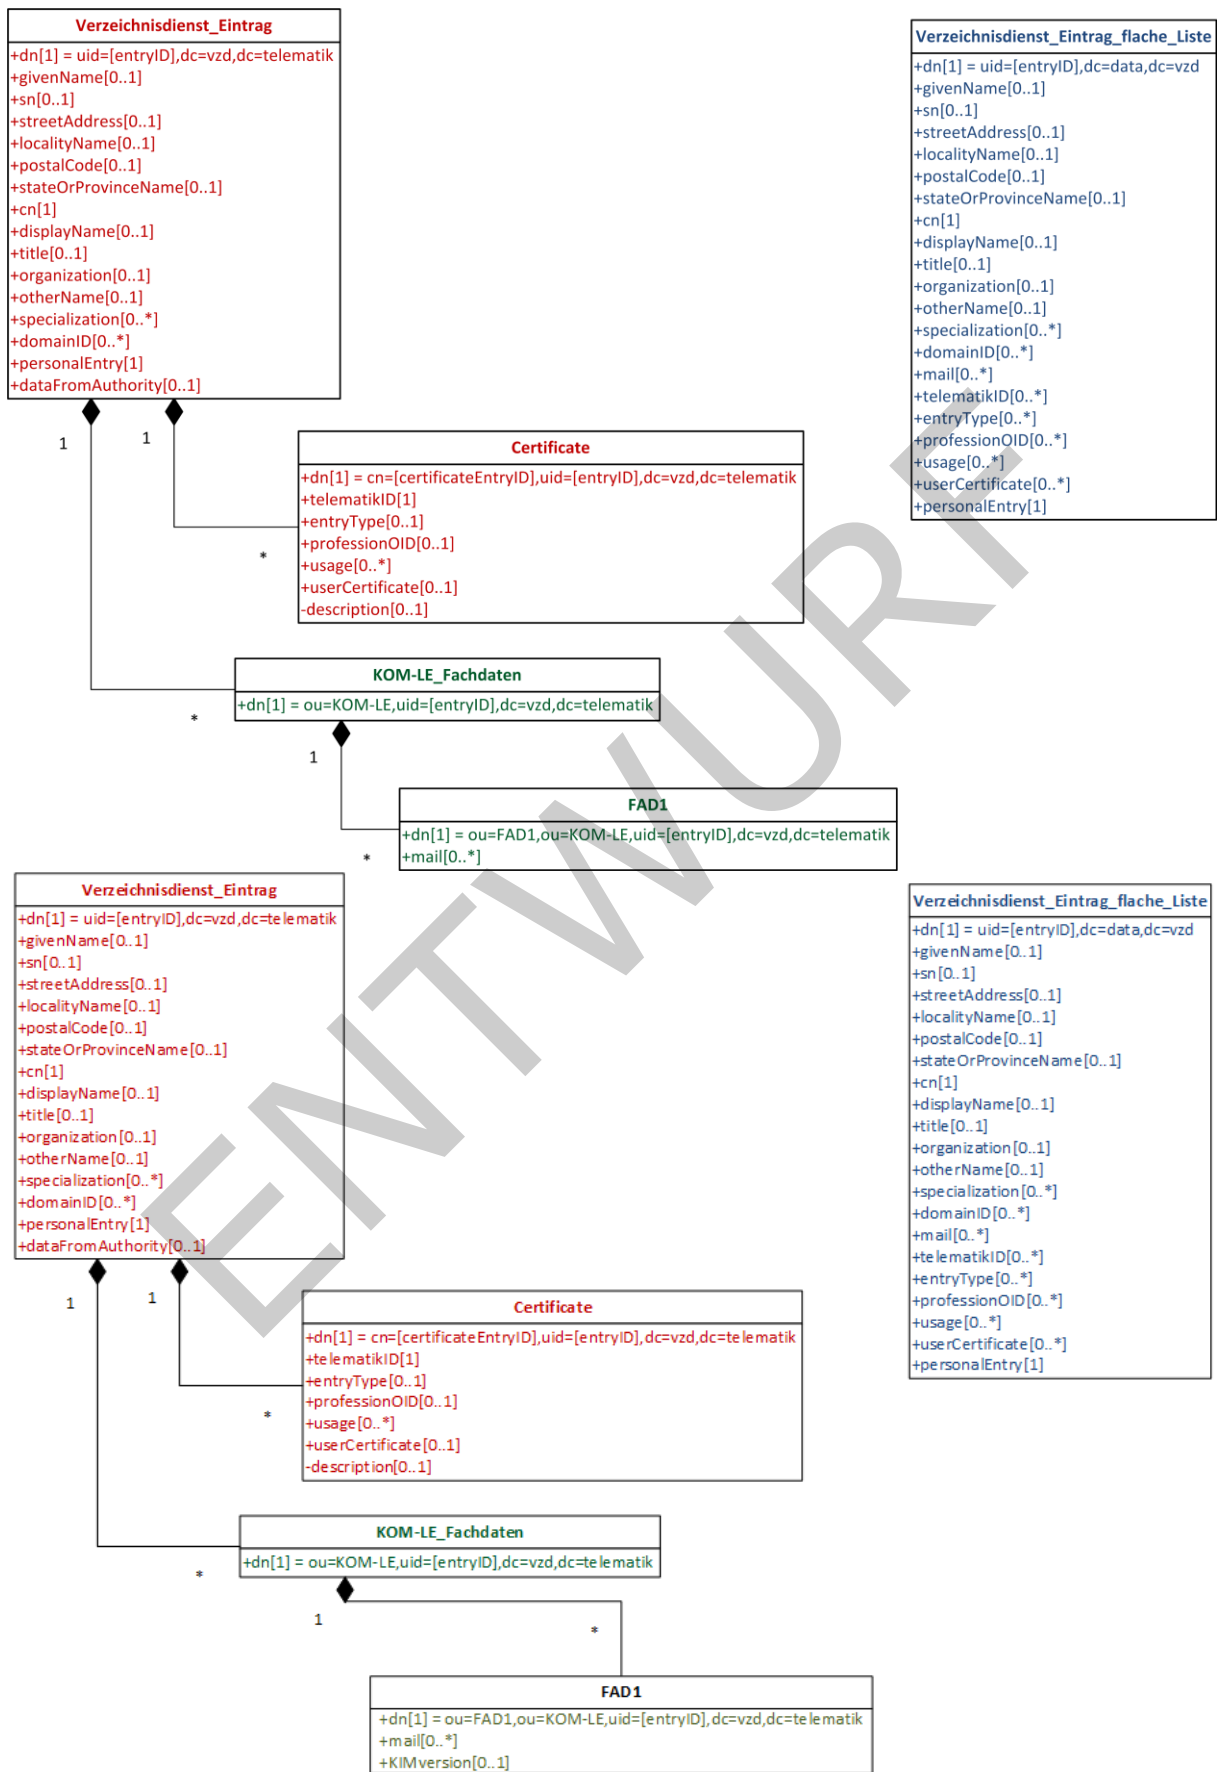 Verzeichnisdienst_Eintrag
+dn[1] = uid=[entryID],dc=vzd,dc=telematik
+givenName[0..1]
+sn[0..1]
+streetAddress[0..1]
+localityName[0..1]
+postalCode[0..1]
+stateOrProvinceName[0..1]
+cn[1]
+displayName[0..1]
+title[0..1]
+organization[0..1]
+otherName[0..1]
+specialization[0..*]
+domainID[0..*]
+personalEntry[1]
+dataFromAuthority[0..1]
Verzeichnisdienst_Eintrag_flache_Liste
+dn[1] = uid=[entryID],dc=data,dc=vzd
+givenName[0..1]
+sn[0..1]
+streetAddress[0..1]
+localityName[0..1]
+postalCode[0..1]
+stateOrProvinceName[0..1]
+cn[1]
+displayName[0..1]
+title[0..1]
+organization[0..1]
+otherName[0..1]
+specialization[0..*]
+domainID[0..*]
+mail[0..*]
+telematikID[0..*]
+entryType[0..*]
+professionOID[0..*]
+usage[0..*]
+userCertificate[0..*]
+personalEntry[1]
1
1
Certificate
+dn[1] = cn=[certificateEntryID],uid=[entryID],dc=vzd,dc=telematik
+telematikID[1]
+entryType[0..1]
+professionOID[0..1]
+usage[0..*]
+userCertificate[0..1]
-description[0..1]
*
KOM-LE_Fachdaten
+dn[1] = ou=KOM-LE,uid=[entryID],dc=vzd,dc=telematik
*
1
FAD1
+dn[1] = ou=FAD1,ou=KOM-LE,uid=[entryID],dc=vzd,dc=telematik
+mail[0..*]
*
ENTWURF
Verzeichnisdienst_Eintrag
+dn[1] = uid=[entryID],dc=vzd,dc=telematik
+givenName[0..1]
+sn[0..1]
+streetAddress[0..1]
+localityName[0..1]
+postalCode[0..1]
+stateOrProvinceName[0..1]
+cn[1]
+displayName[0..1]
+title[0..1]
+organization[0..1]
+otherName[0..1]
+specialization[0..*]
+domainID[0..*]
+personalEntry[1]
+dataFromAuthority[0..1]
Verzeichnisdienst_Eintrag_flache_Liste
+dn[1] = uid=[entryID],dc=data,dc=vzd
+givenName[0..1]
+sn[0..1]
+streetAddress[0..1]
+localityName[0..1]
+postalCode[0..1]
+stateOrProvinceName[0..1]
+cn[1]
+displayName[0..1]
+title[0..1]
+organization[0..1]
+otherName[0..1]
+specialization[0..*]
+domainID[0..*]
+mail[0..*]
+telematikID[0..*]
+entryType[0..*]
+professionOID[0..*]
+usage[0..*]
+userCertificate[0..*]
+personalEntry[1]
1
1
Certificate
+dn[1] = cn=[certificateEntryID],uid=[entryID],dc=vzd,dc=telematik
+telematikID[1]
+entryType[0..1]
+professionOID[0..1]
+usage[0..*]
+userCertificate[0..1]
-description[0..1]
*
KOM-LE_Fachdaten
+dn[1] = ou=KOM-LE,uid=[entryID],dc=vzd,dc=telematik
*
1
*
FAD1
+dn[1] = ou=FAD1,ou=KOM-LE,uid=[entryID],dc=vzd,dc=telematik
+mail[0..*]
+KIMversion[0..1]